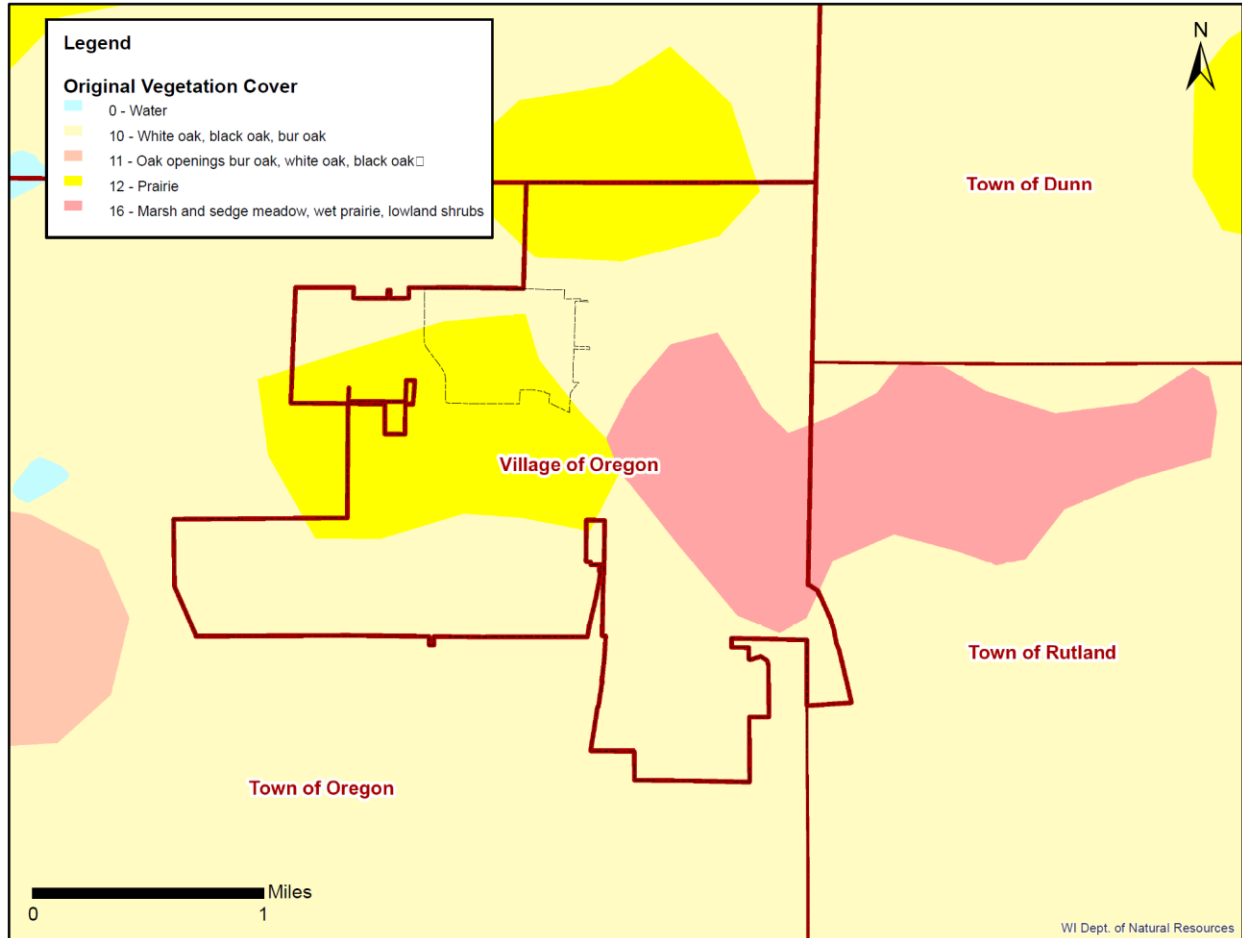 Legend
Original Vegetation Cover
0 - Water
10 - White oak, black oak, bur oak
11 - Oak openings bur oak, white oak, black oak□
12 - Prairie
16 - Marsh and sedge meadow, wet prairie, lowland shrubs
N
Town of Dunn
Village of Oregon
Town of Rutland
Town of Oregon
Miles
0 1
WI Dept. of Natural Resources